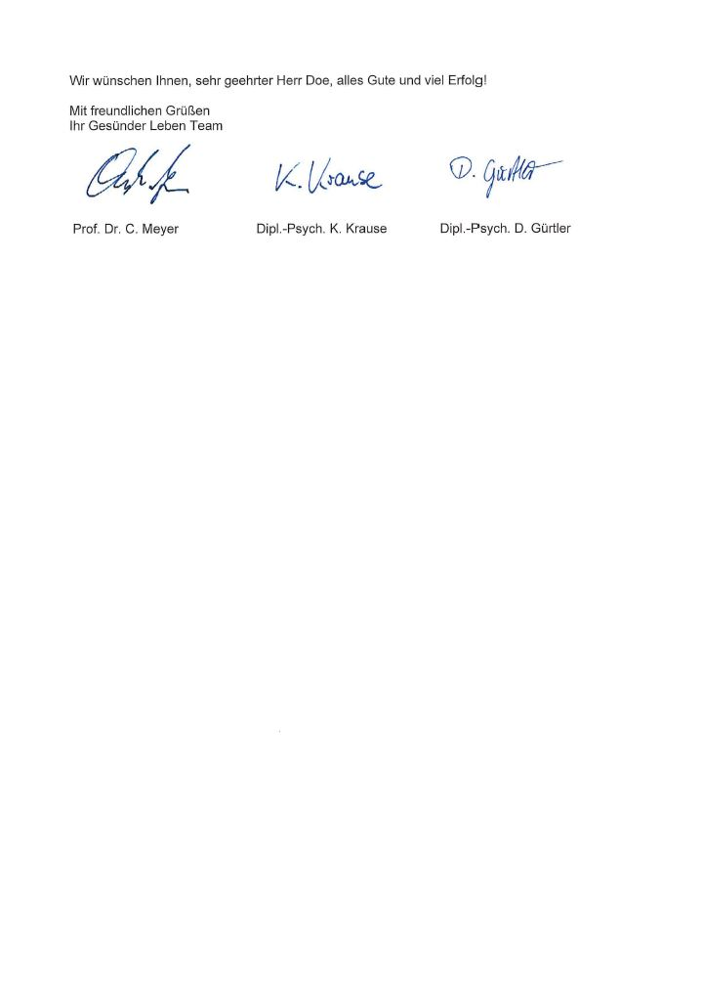 Wir wünschen Ihnen, sehr geehrter Herr Doe, alles Gute und viel Erfolg!
Mit freundlichen Grüßen
Ihr Gesünder Leben Team
K. Krause
D. Gürtler
Prof. Dr. C. Meyer
Dipl.-Psych. K. Krause
Dipl.-Psych. D. Gürtler